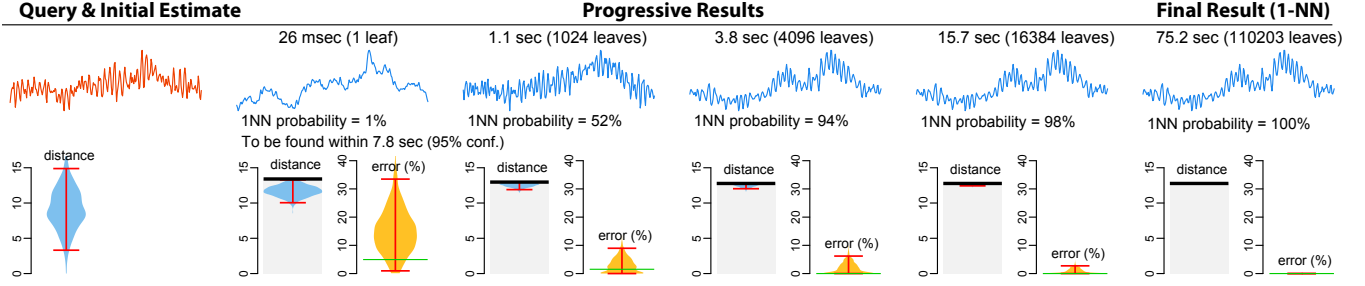 Query & Initial Estimate Progressive Results Final Result (1-NN)
26 msec (1 leaf) 1.1 sec (1024 leaves) 3.8 sec (4096 leaves) 15.7 sec (16384 leaves) 75.2 sec (110203 leaves)
1NN probability = 1% 1NN probability = 52% 1NN probability = 94% 1NN probability = 98% 1NN probability = 100%
To be found within 7.8 sec (95% conf.)
distance
0 5 10 15
distance
0 5 10 15
error (%)
0 10 20 30 40
distance
0 5 10 15
error (%)
0 10 20 30 40
distance
0 5 10 15
error (%)
0 10 20 30 40
distance
0 5 10 15
error (%)
0 10 20 30 40
distance
0 5 10 15
error (%)
0 10 20 30 40